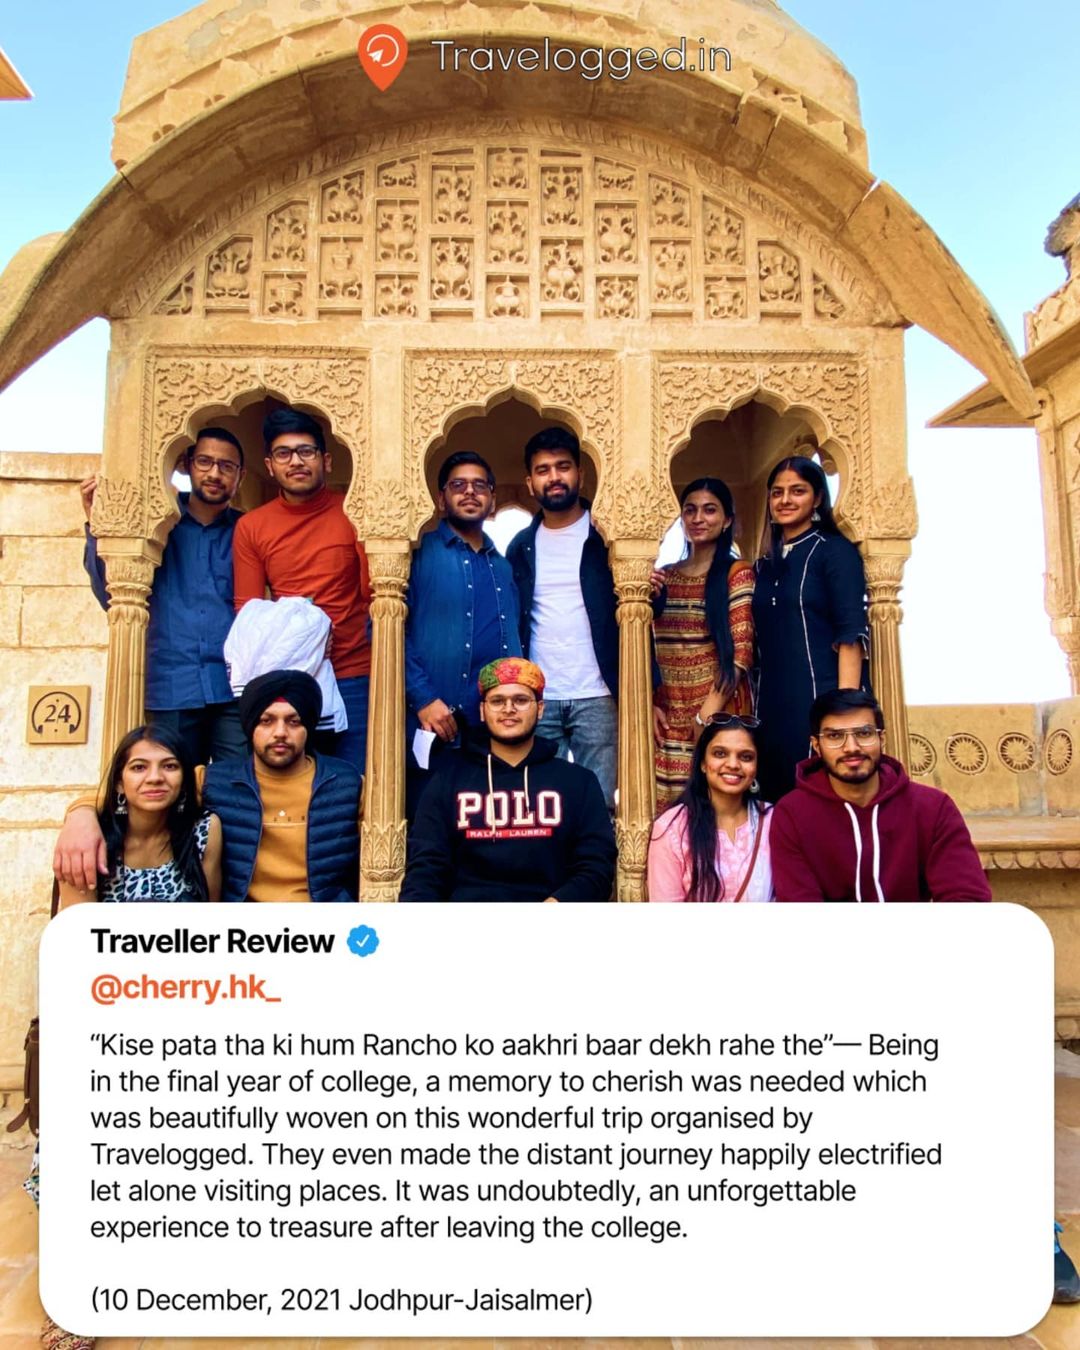 Travelogged.in
24
POLO
RALPH LAUREN
Traveller Review
@cherry.hk_
“Kise pata tha ki hum Rancho ko aakhri baar dekh rahe the”— Being
in the final year of college, a memory to cherish was needed which
was beautifully woven on this wonderful trip organised by
Travelogged. They even made the distant journey happily electrified
let alone visiting places. It was undoubtedly, an unforgettable
experience to treasure after leaving the college.
(10 December, 2021 Jodhpur-Jaisalmer)